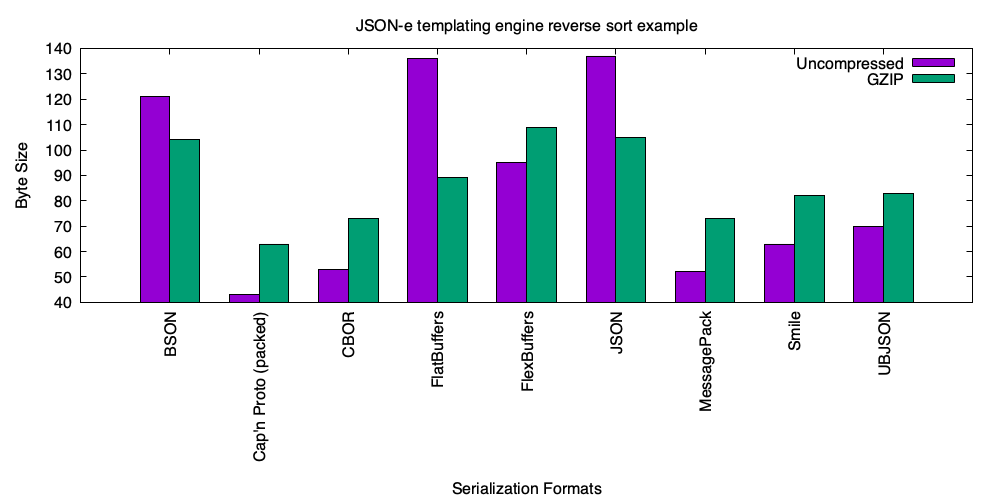 JSON-e templating engine reverse sort example
Uncompressed
GZIP
140
130
120
110
100
90
80
70
60
50
40
Byte Size
BSON
Cap'n Proto (packed)
CBOR
FlatBuffers
FlexBuffers
JSON
MessagePack
Smile
UBJSON
Serialization Formats